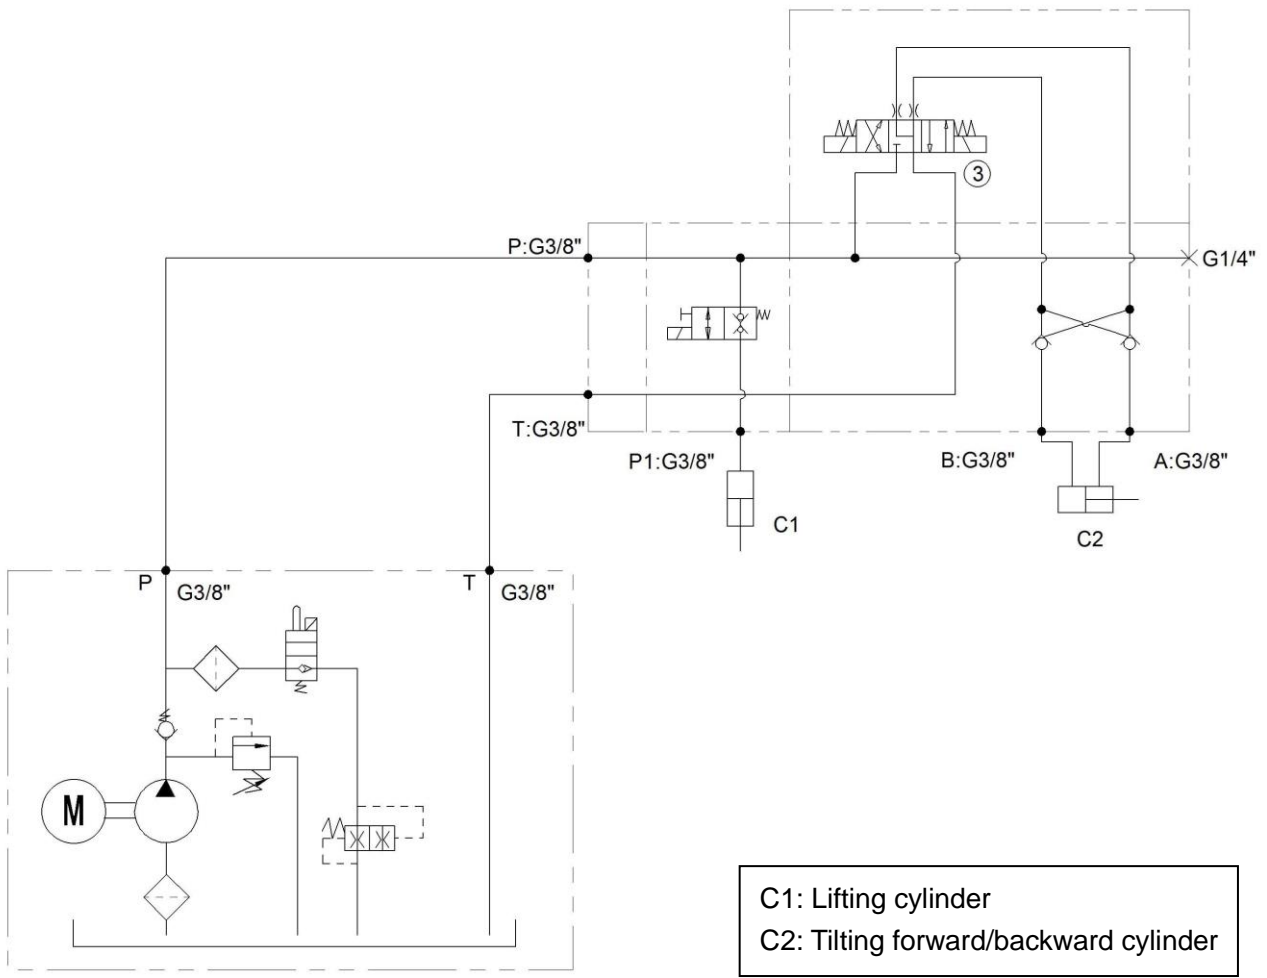 3
P:G3/8"
G1/4"
T:G3/8"
P1:G3/8"
B:G3/8"
A:G3/8"
C1
C2
P
G3/8"
T
G3/8"
M
C1: Lifting cylinder
C2: Tilting forward/backward cylinder